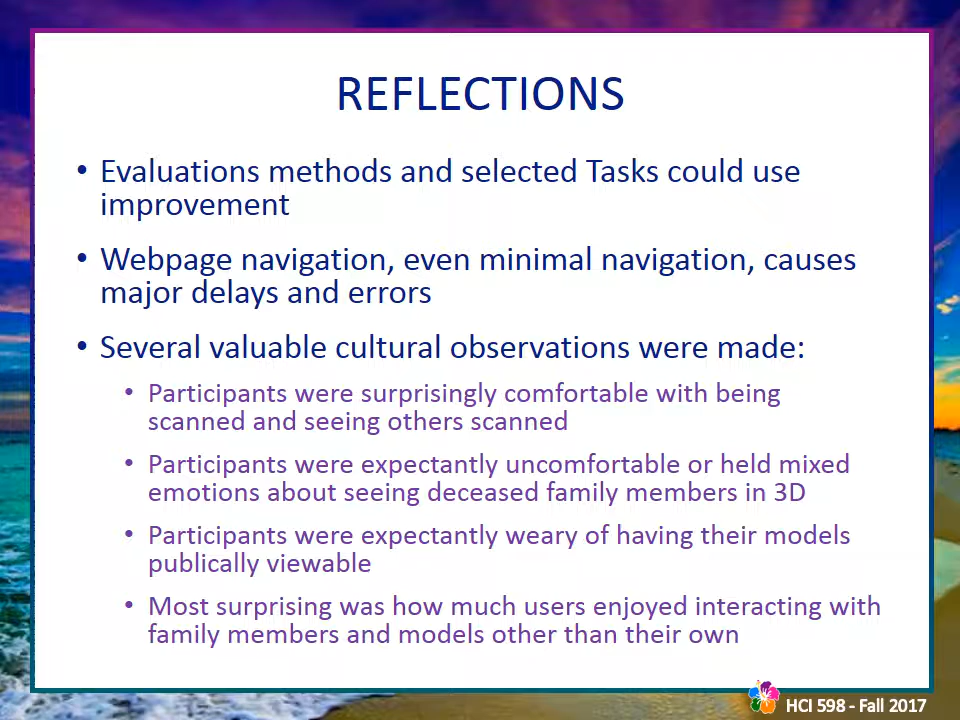 REFLECTIONS
• Evaluations methods and selected Tasks could use
improvement
• Webpage navigation, even minimal navigation, causes
major delays and errors
• Several valuable cultural observations were made:
• Participants were surprisingly comfortable with being
scanned and seeing others scanned
• Participants were expectantly uncomfortable or held mixed
emotions about seeing deceased family members in 3D
• Participants were expectantly weary of having their models
publically viewable
• Most surprising was how much users enjoyed interacting with
family members and models other than their own
HCI 598 - Fall 2017